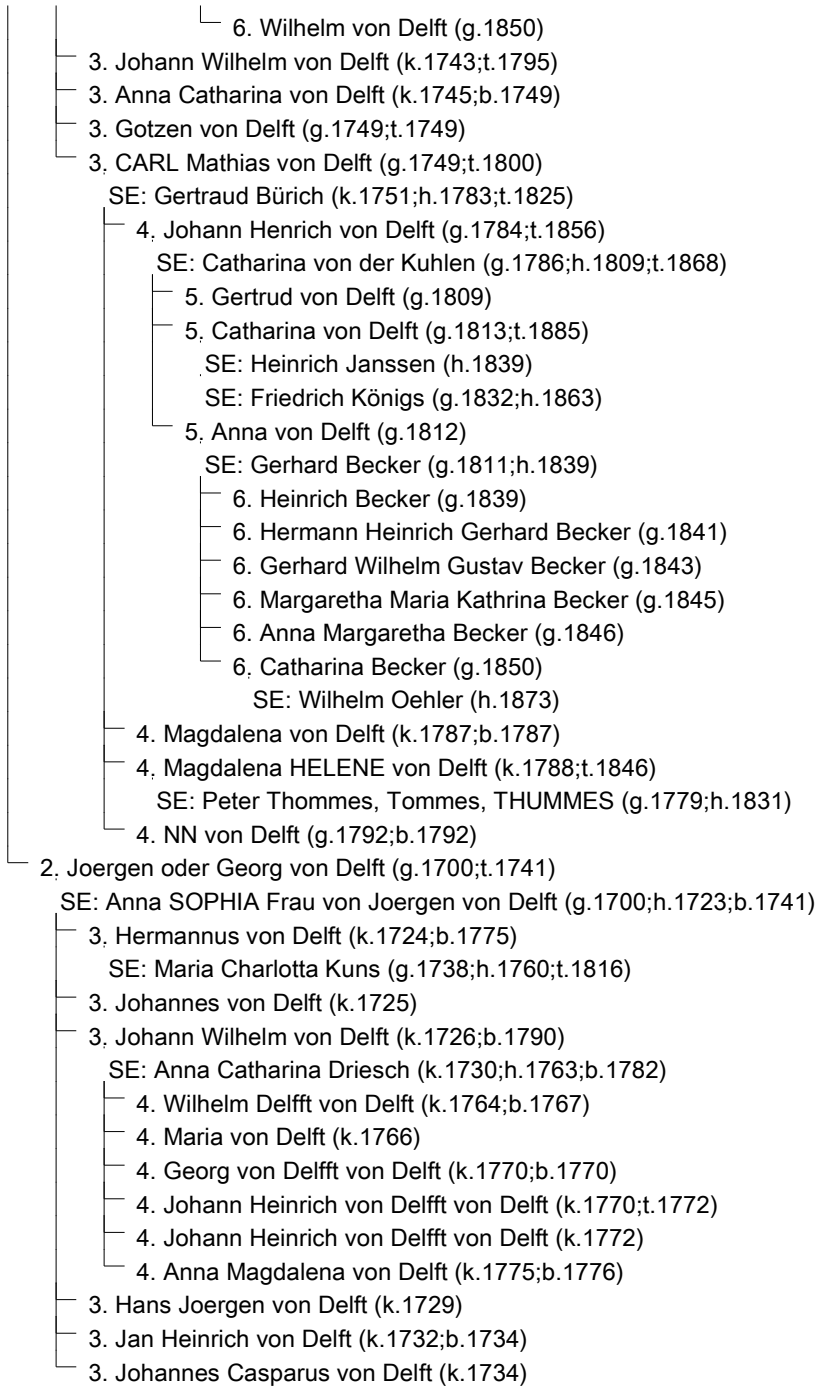 6. Wilhelm von Delft (g.1850)
3. Johann Wilhelm von Delft (k.1743;t.1795)
3. Anna Catharina von Delft (k.1745;b.1749)
3. Gotzen von Delft (g.1749;t.1749)
3. CARL Mathias von Delft (g.1749;t.1800)
SE: Gertraud Bürich (k.1751;h.1783;t.1825)
4. Johann Henrich von Delft (g.1784;t.1856)
SE: Catharina von der Kuhlen (g.1786;h.1809;t.1868)
5. Gertrud von Delft (g.1809)
5. Catharina von Delft (g.1813;t.1885)
SE: Heinrich Janssen (h.1839)
SE: Friedrich Königs (g.1832;h.1863)
5. Anna von Delft (g.1812)
SE: Gerhard Becker (g.1811;h.1839)
6. Heinrich Becker (g.1839)
6. Hermann Heinrich Gerhard Becker (g.1841)
6. Gerhard Wilhelm Gustav Becker (g.1843)
6. Margaretha Maria Kathrina Becker (g.1845)
6. Anna Margaretha Becker (g.1846)
6. Catharina Becker (g.1850)
SE: Wilhelm Oehler (h.1873)
4. Magdalena von Delft (k.1787;b.1787)
4. Magdalena HELENE von Delft (k.1788;t.1846)
SE: Peter Thommes, Tommes, THUMMES (g.1779;h.1831)
4. NN von Delft (g.1792;b.1792)
2. Joergen oder Georg von Delft (g.1700;t.1741)
SE: Anna SOPHIA Frau von Joergen von Delft (g.1700;h.1723;b.1741)
3. Hermannus von Delft (k.1724;b.1775)
SE: Maria Charlotta Kuns (g.1738;h.1760;t.1816)
3. Johannes von Delft (k.1725)
3. Johann Wilhelm von Delft (k.1726;b.1790)
SE: Anna Catharina Driesch (k.1730;h.1763;b.1782)
4. Wilhelm Delfft von Delft (k.1764;b.1767)
4. Maria von Delft (k.1766)
4. Georg von Delfft von Delft (k.1770;b.1770)
4. Johann Heinrich von Delfft von Delft (k.1770;t.1772)
4. Johann Heinrich von Delfft von Delft (k.1772)
4. Anna Magdalena von Delft (k.1775;b.1776)
3. Hans Joergen von Delft (k.1729)
3. Jan Heinrich von Delft (k.1732;b.1734)
3. Johannes Casparus von Delft (k.1734)